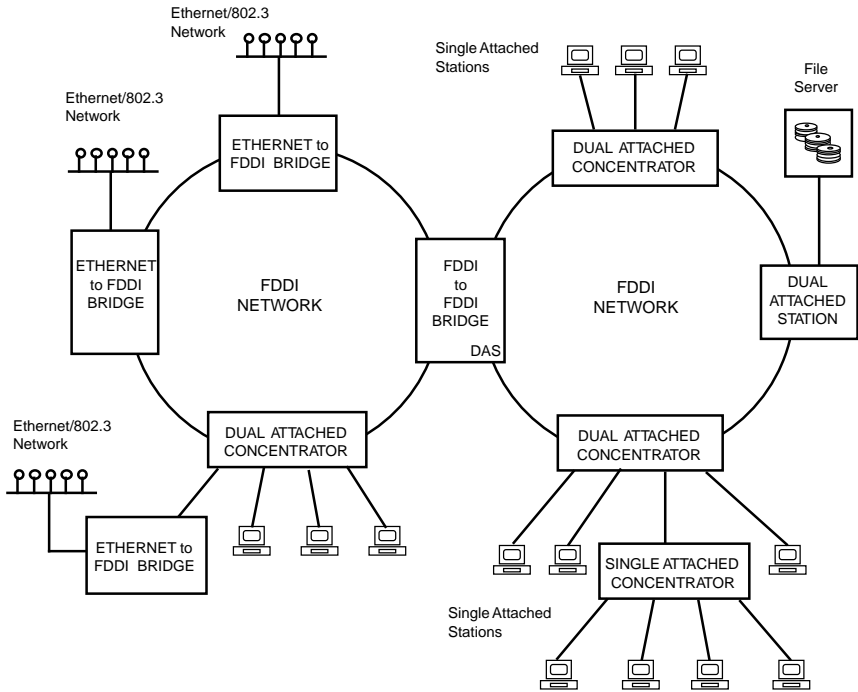 Ethernet/802.3
Network
Ethernet/802.3
Network
ETHERNET to
FDDI BRIDGE
ETHERNET
to FDDI
BRIDGE
FDDI
NETWORK
Ethernet/802.3
Network
DUAL ATTACHED
CONCENTRATOR
ETHERNET to
FDDI BRIDGE
FDDI
to
FDDI
BRIDGE
DAS
Single Attached
Stations
DUAL ATTACHED
CONCENTRATOR
File
Server
FDDI
NETWORK
DUAL
ATTACHED
STATION
DUAL ATTACHED
CONCENTRATOR
SINGLE ATTACHED
CONCENTRATOR
Single Attached
Stations